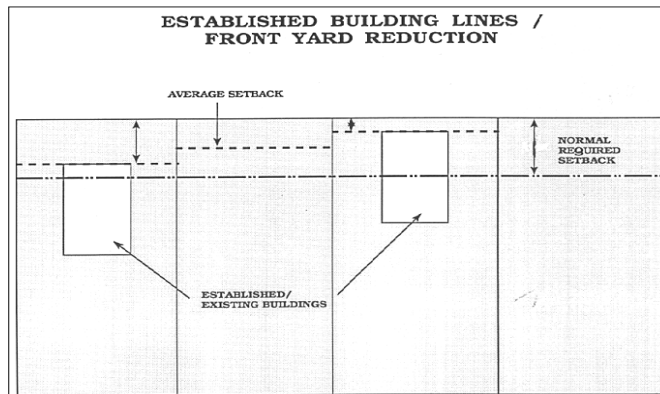 ESTABLISHED BUILDING LINES /
FRONT YARD REDUCTION
AVERAGE SETBACK
NORMAL
REQUIRED
SETBACK
ESTABLISHED/
EXISTING BUILDINGS